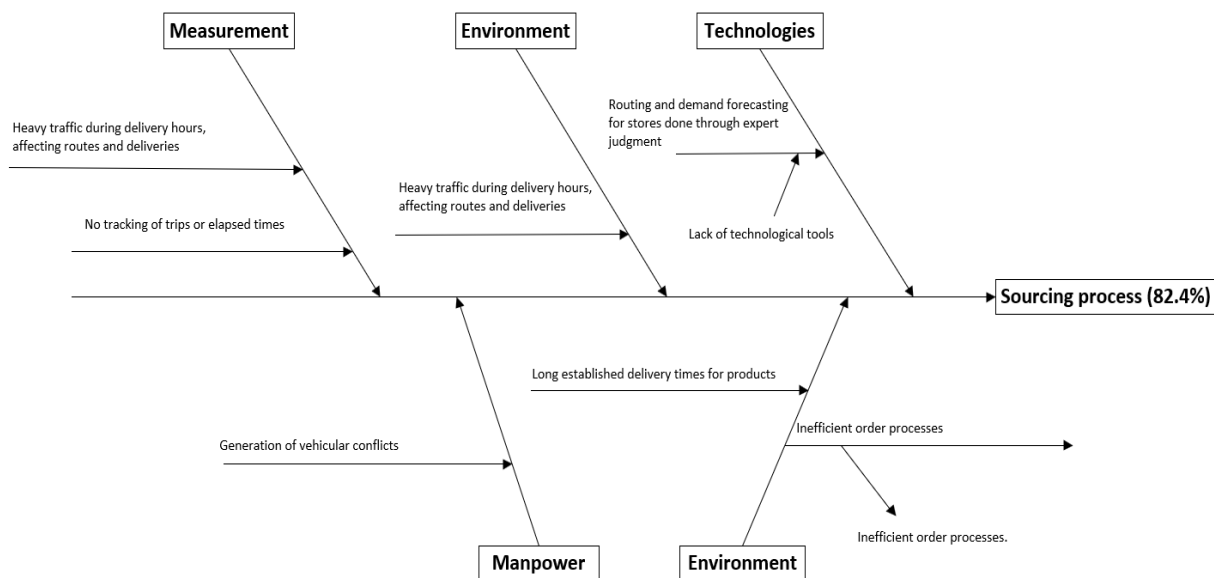 Measurement
Environment
Technologies
Heavy traffic during delivery hours,
affecting routes and deliveries
No tracking of trips or elapsed times
Heavy traffic during delivery hours,
affecting routes and deliveries
Routing and demand forecasting
for stores done through expert
judgment
Lack of technological tools
Sourcing process (82.4%)
Generation of vehicular conflicts
Long established delivery times for products
Inefficient order processes
Inefficient order processes.
Manpower
Environment